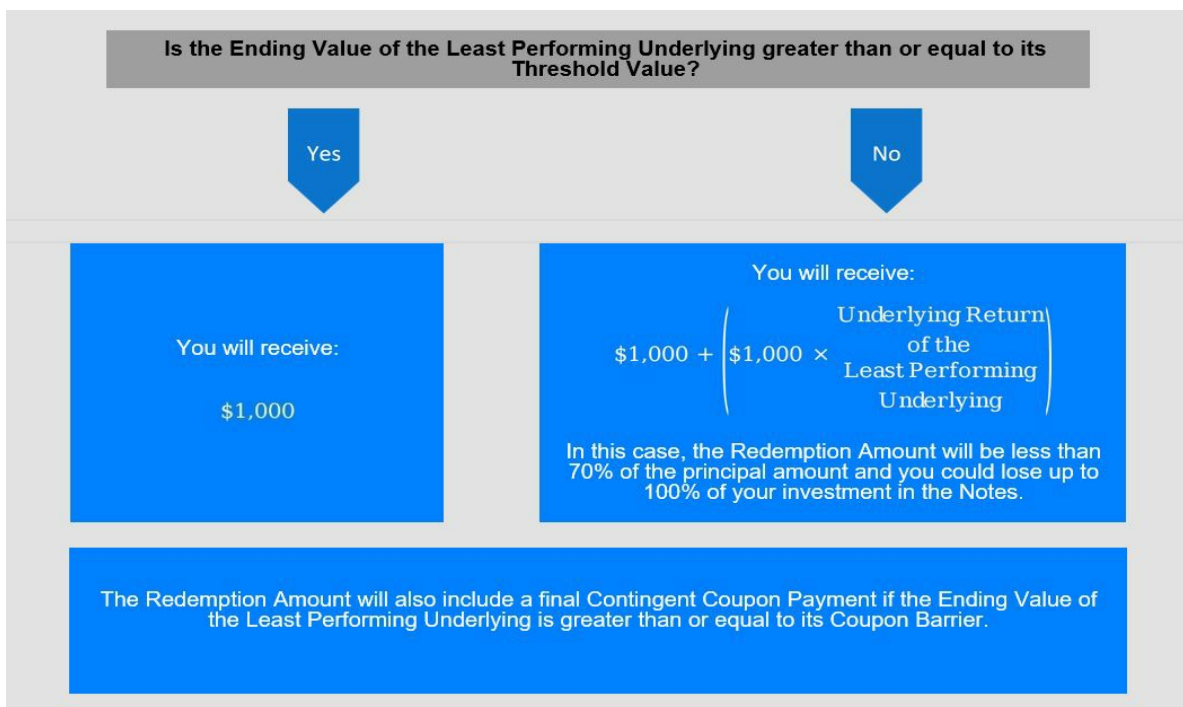 Is the Ending Value of the Least Performing Underlying greater than or equal to its
Threshold Value?
Yes
No
You will receive:
$1,000
You will receive:
$1,000 + ($1,000 × Underlying Return
of the
Least Performing
Underlying)
In this case, the Redemption Amount will be less than
70% of the principal amount and you could lose up to
100% of your investment in the Notes.
The Redemption Amount will also include a final Contingent Coupon Payment if the Ending Value of
the Least Performing Underlying is greater than or equal to its Coupon Barrier.